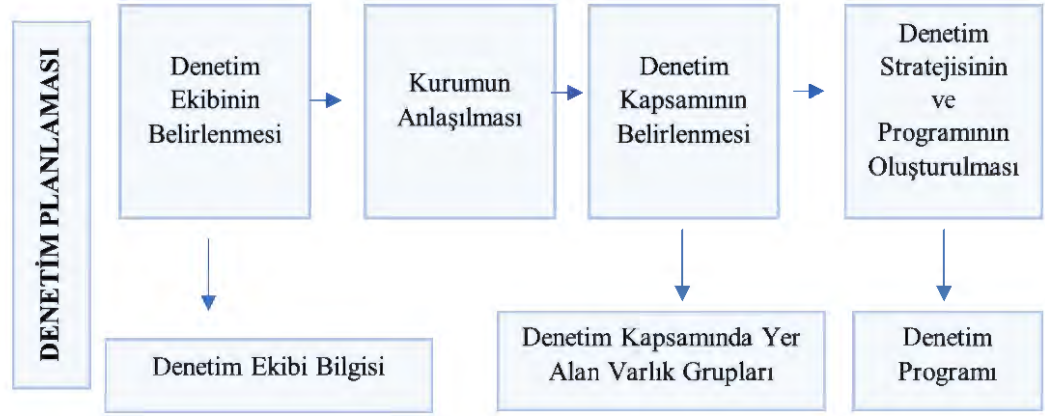 DENETİM PLANLAMASI
Denetim
Ekibinin
Belirlenmesi
Kurumun
Anlaşılması
Denetim
Kapsamının
Belirlenmesi
Denetim
Stratejisinin
ve
Programının
Oluşturulması
Denetim Ekibi Bilgisi
Denetim Kapsamında Yer
Alan Varlık Grupları
Denetim
Programı